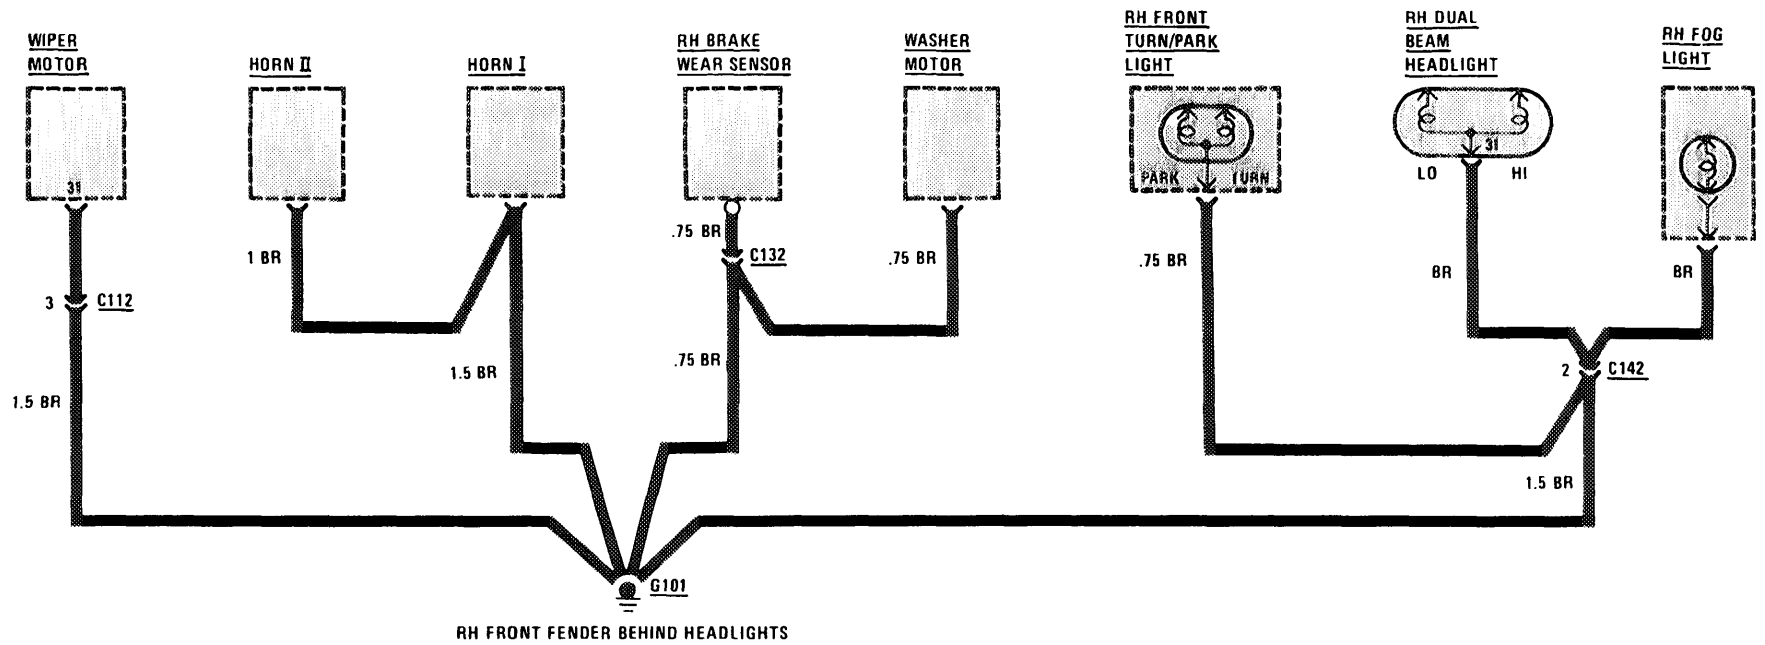 WIPER
MOTOR
HORN II
HORN I
RH BRAKE
WEAR SENSOR
WASHER
MOTOR
RH FRONT
TURN/PARK
LIGHT
RH DUAL
BEAM
HEADLIGHT
RH FOG
LIGHT
31
PARK
TURN
31
LO
HI
1 BR
.75 BR
C132
.75 BR
.75 BR
BR
BR
3
C112
1.5 BR
1.5 BR
.75 BR
2
C142
1.5 BR
G101
RH FRONT FENDER BEHIND HEADLIGHTS